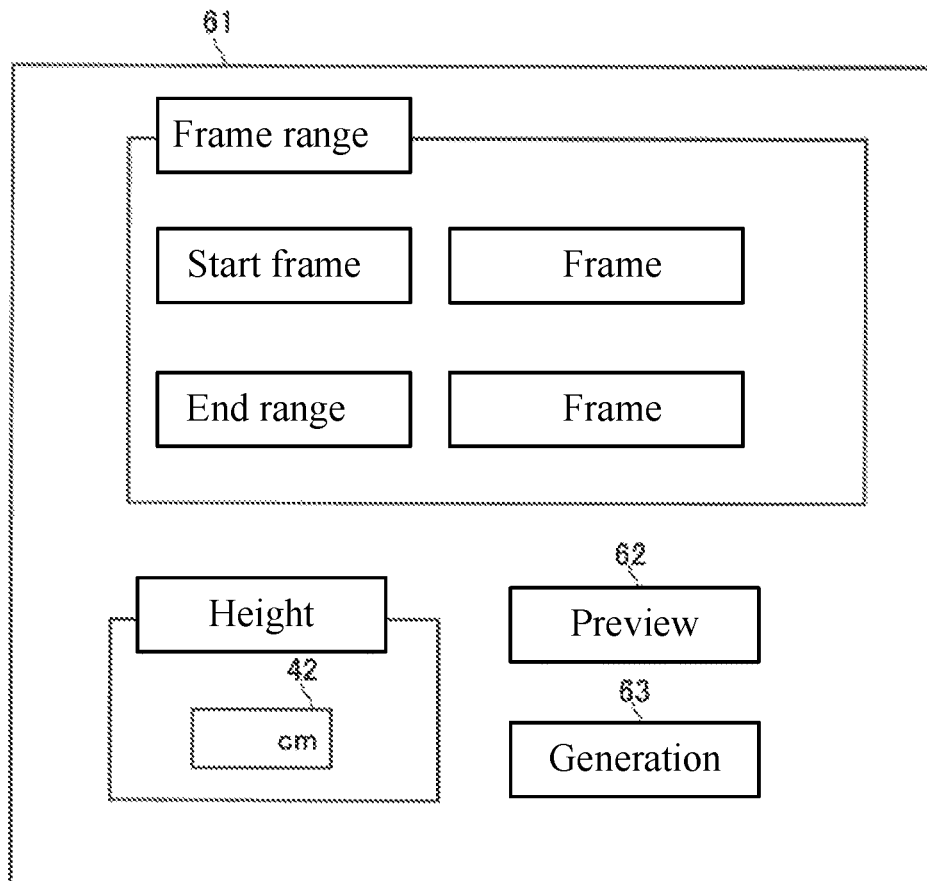 61
Frame range
Start frame Frame
End range Frame
62
Height Preview
42 63
cm Generation